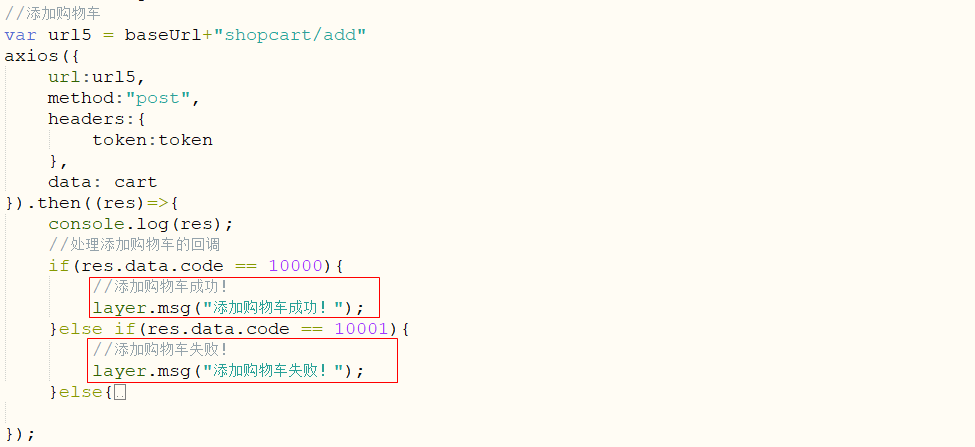 //添加购物车
var url5 = baseUrl+"shopcart/add"
axios({
    url:url5,
    method:"post",
    headers:{
        token:token
    },
    data: cart
}).then((res)=>{
    console.log(res);
    //处理添加购物车的回调
    if(res.data.code == 10000){
        //添加购物车成功！
        layer.msg("添加购物车成功！");
    }else if(res.data.code == 10001){
        //添加购物车失败！
        layer.msg("添加购物车失败！");
    }else{..
});